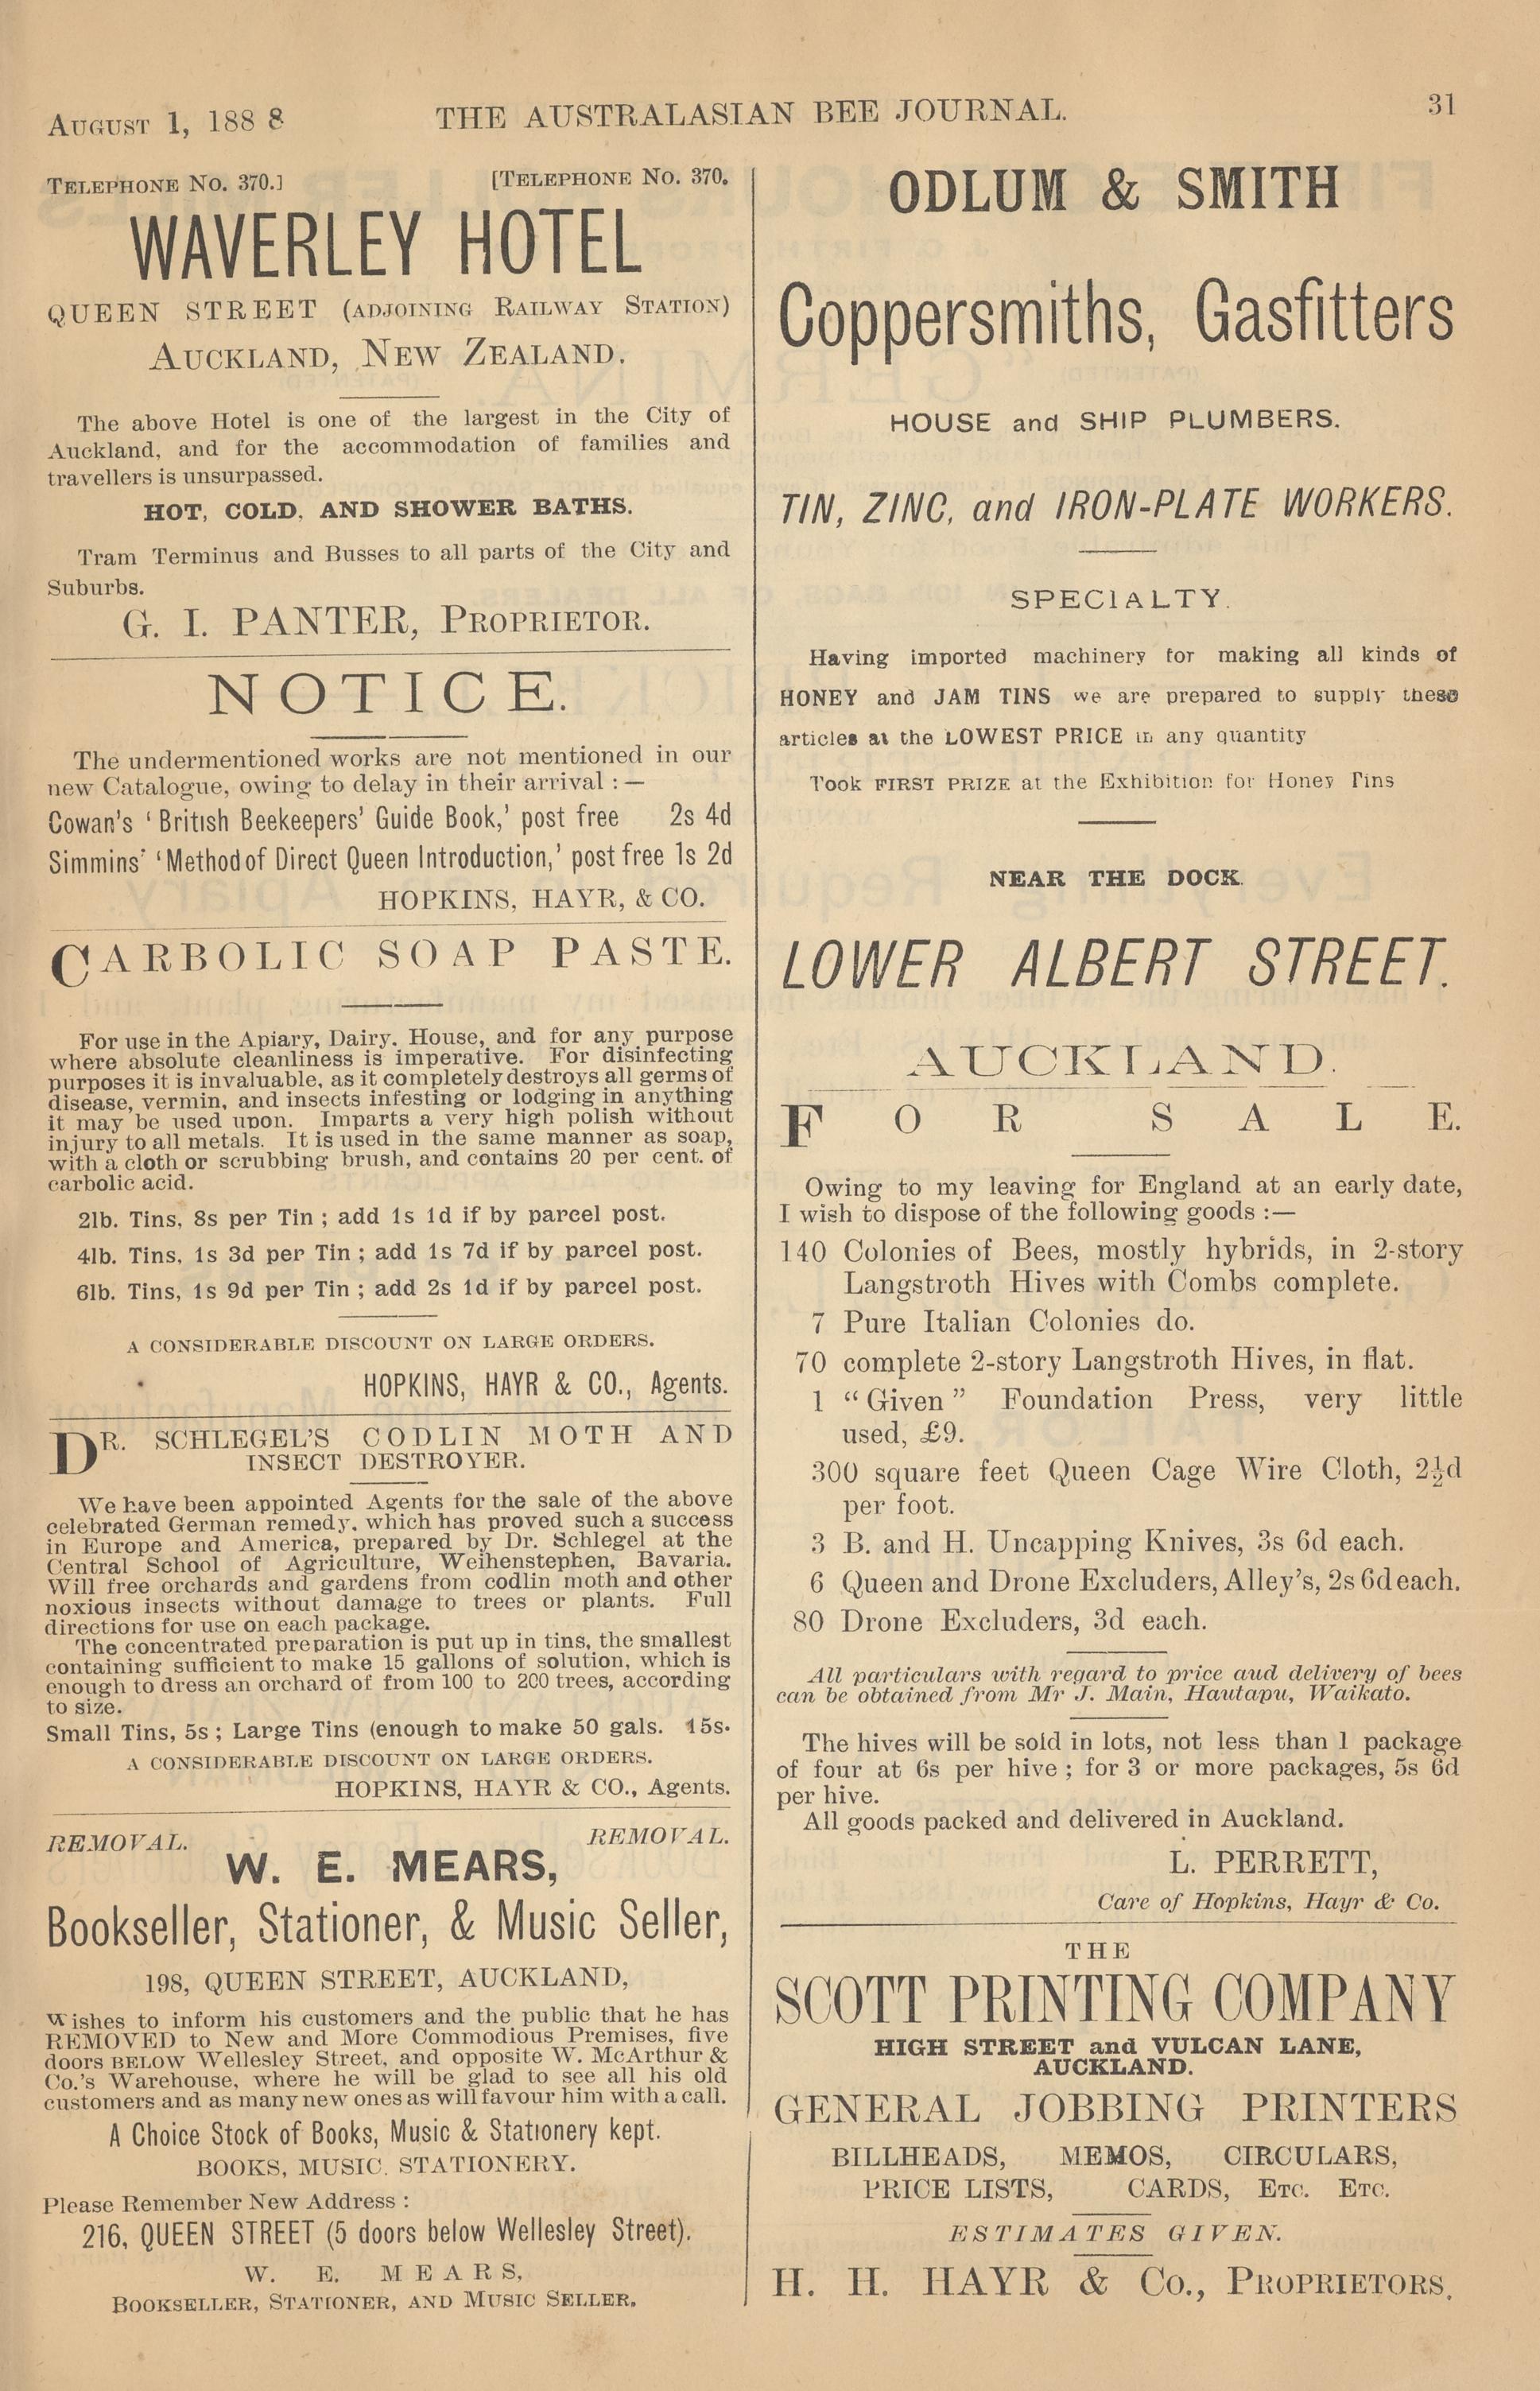 AUGUST 1, 1888
THE AUSTRALASIAN BEE JOURNAL.
31
TELEPHONE NO. 370.]
[TELEPHONE NO. 370.
WAVERLEY HOTEL
QUEEN STREET (ADJOINING RAILWAY STATION)
AUCKLAND, NEW ZEALAND.
The above Hotel is one of the largest in the City of
Auckland, and for the accommodation of families and
travellers is unsurpassed.
HOT, COLD, AND SHOWER BATHS.
Tram Terminus and Busses to all parts of the City and
Suburbs.
G. I. PANTER, PROPRIETOR.
NOTICE.
The undermentioned works are not mentioned in our
new Catalogue, owing to delay in their arrival :—
Cowan's ‘British Beekeepers’ Guide Book,’ post free 2s 4d
Simmins’ ‘Method of Direct Queen Introduction,’ post free 1s 2d
HOPKINS, HAYR, & CO.
CARBOLIC SOAP PASTE.
For use in the Apiary, Dairy, House, and for any purpose
where absolute cleanliness is imperative. For disinfecting
purposes it is invaluable, as it completely destroys all germs of
disease, vermin, and insects infesting or lodging in anything
it may be used upon. Imparts a very high polish without
injury to all metals. It is used in the same manner as soap,
with a cloth or scrubbing brush, and contains 20 per cent. of
carbolic acid.
2lb. Tins, 8s per Tin ; add 1s 1d if by parcel post.
4lb. Tins, 1s 3d per Tin ; add 1s 7d if by parcel post.
6lb. Tins, 1s 9d per Tin ; add 2s 1d if by parcel post.
A CONSIDERABLE DISCOUNT ON LARGE ORDERS.
HOPKINS, HAYR & CO., Agents.
DR. SCHLEGEL'S CODLIN MOTH AND
INSECT DESTROYER.
We have been appointed Agents for the sale of the above
celebrated German remedy, which has proved such a success
in Europe and America, prepared by Dr. Schlegel at the
Central School of Agriculture, Weihenstephen, Bavaria.
Will free orchards and gardens from codlin moth and other
noxious insects without damage to trees or plants. Full
directions for use on each package.
The concentrated preparation is put up in tins, the smallest
containing sufficient to make 15 gallons of solution, which is
enough to dress an orchard of from 100 to 200 trees, according
to size.
Small Tins, 5s ; Large Tins (enough to make 50 gals. 15s.
A CONSIDERABLE DISCOUNT ON LARGE ORDERS.
HOPKINS, HAYR & CO., Agents.
REMOVAL.
REMOVAL.
W. E. MEARS,
Bookseller, Stationer, & Music Seller,
198, QUEEN STREET, AUCKLAND,
Wishes to inform his customers and the public that he has
REMOVED to New and More Commodious Premises, five
doors BELOW Wellesley Street, and opposite W. McArthur &
Co.'s Warehouse, where he will be glad to see all his old
customers and as many new ones as will favour him with a call.
A Choice Stock of Books, Music & Stationery kept.
BOOKS, MUSIC. STATIONERY.
Please Remember New Address :
216, QUEEN STREET (5 doors below Wellesley Street).
W. E. MEARS,
BOOKSELLER, STATIONER, AND MUSIC SELLER.
ODLUM & SMITH
Coppersmiths, Gasfitters
HOUSE and SHIP PLUMBERS.
TIN, ZINC, and IRON-PLATE WORKERS.
SPECIALTY.
Having imported machinery for making all kinds of
HONEY and JAM TINS we are prepared to supply these
articles at the LOWEST PRICE in any quantity
Took FIRST PRIZE at the Exhibition for Honey Tins
NEAR THE DOCK.
LOWER ALBERT STREET.
AUCKLAND.
FOR SALE.
Owing to my leaving for England at an early date,
I wish to dispose of the following goods :—
140 Colonies of Bees, mostly hybrids, in 2-story
Langstroth Hives with Combs complete.
7 Pure Italian Colonies do.
70 complete 2-story Langstroth Hives, in flat.
1 “Given” Foundation Press, very little
used, £9.
300 square feet Queen Cage Wire Cloth, 2½d
per foot.
3 B. and H. Uncapping Knives, 3s 6d each.
6 Queen and Drone Excluders, Alley's, 2s 6d each.
80 Drone Excluders, 3d each.
All particulars with regard to price and delivery of bees
can be obtained from Mr J. Main, Hautapu, Waikato.
The hives will be sold in lots, not less than 1 package
of four at 6s per hive ; for 3 or more packages, 5s 6d
per hive.
All goods packed and delivered in Auckland.
L. PERRETT,
Care of Hopkins, Hayr & Co.
THE
SCOTT PRINTING COMPANY
HIGH STREET and VULCAN LANE,
AUCKLAND.
GENERAL JOBBING PRINTERS
BILLHEADS, MEMOS, CIRCULARS,
PRICE LISTS, CARDS, ETC. ETC.
ESTIMATES GIVEN.
H. H. HAYR & CO., PROPRIETORS.